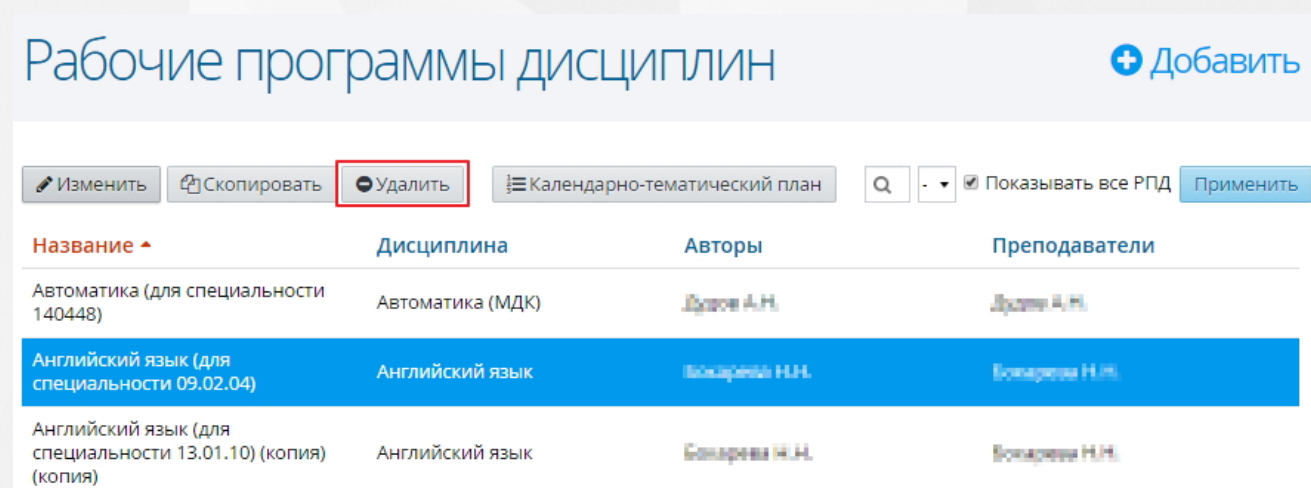 Рабочие программы дисциплин
Добавить
Изменить Скопировать Удалить Календарно-тематический план - Показывать все РПД Применить
Название Дисциплина Авторы Преподаватели
Автоматика (для специальности
140448)
Автоматика (МДК)
Английский язык (для
специальности 09.02.04)
Английский язык
Английский язык (для
специальности 13.01.10) (копия)
(копия)
Английский язык